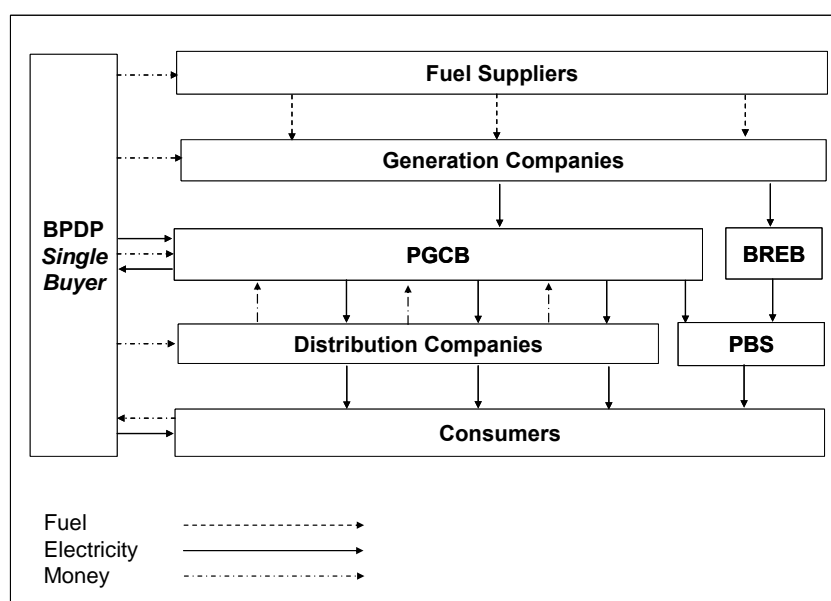 Fuel Suppliers
Generation Companies
BPDP
Single
Buyer
PGCB
BREB
Distribution Companies
PBS
Consumers
Fuel
Electricity
Money